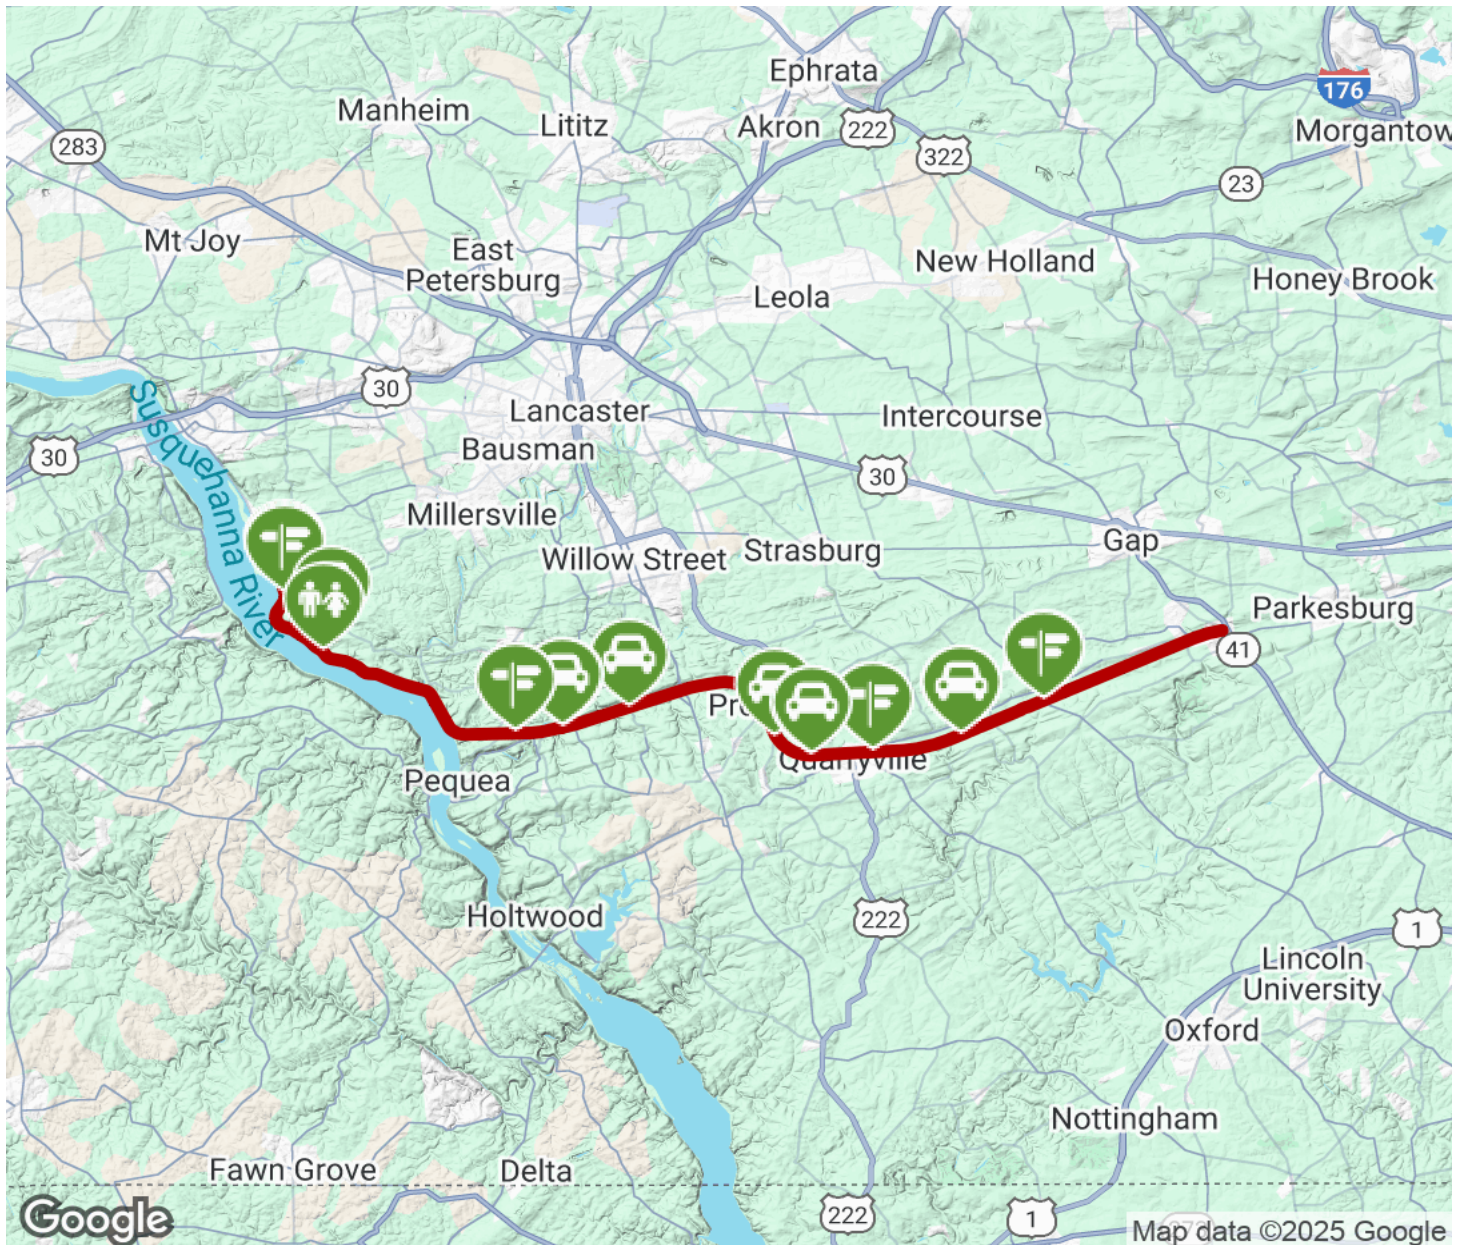 Ephrata
176
Manheim
Lititz
Akron
222
Morgantow
283
322
23
Mt Joy
East
Petersburg
New Holland
Honey Brook
Leola
30
Susquehanna River
Lancaster
Intercourse
Bausman
30
30
Millersville
Gap
Willow Street
Strasburg
Parkesburg
41
Quarryville
Pequea
Holtwood
222
1
Lincoln
University
Oxford
Nottingham
Fawn Grove
Delta
222
1
Google
Map data ©2025 Google